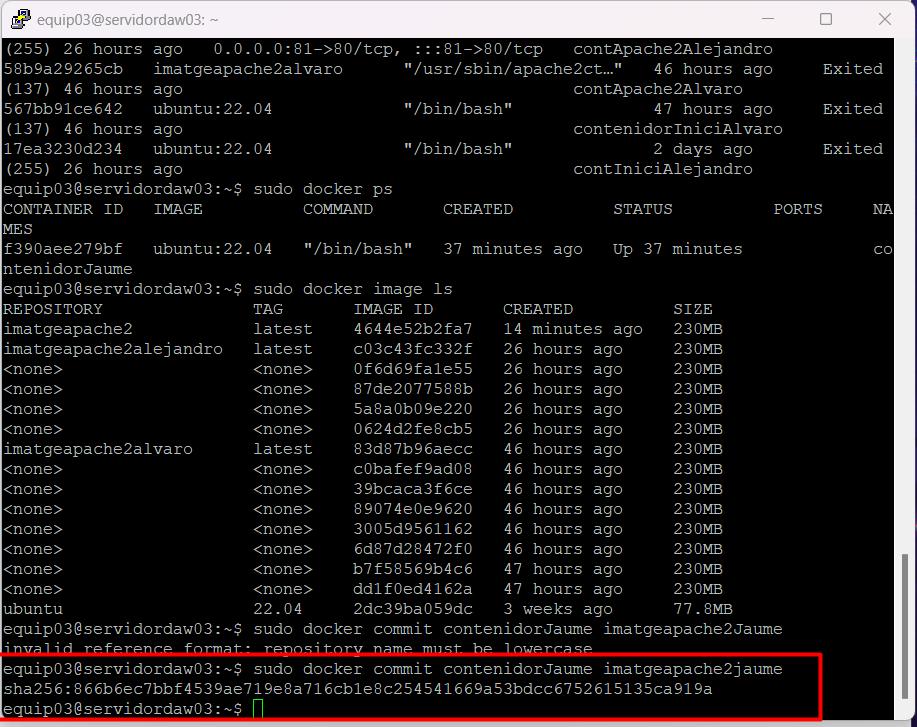 equip03@servidordaw03: ~
(255) 26 hours ago   0.0.0.0:81->80/tcp, :::81->80/tcp   contApache2Alejandro
58b9a29265cb   imatgeapache2alvaro      "/usr/sbin/apache2ct…"   46 hours ago     Exited
(137) 46 hours ago                                       contApache2Alvaro
567bb91ce642   ubuntu:22.04             "/bin/bash"              47 hours ago     Exited
(137) 46 hours ago                                       contenidorIniciAlvaro
17ea3230d234   ubuntu:22.04             "/bin/bash"              2 days ago       Exited
(255) 26 hours ago                                       contIniciAlejandro
equip03@servidordaw03:~$ sudo docker ps
CONTAINER ID   IMAGE          COMMAND       CREATED          STATUS          PORTS     NA
MES
f390aee279bf   ubuntu:22.04   "/bin/bash"   37 minutes ago   Up 37 minutes             co
ntenidorJaume
equip03@servidordaw03:~$ sudo docker image ls
REPOSITORY               TAG       IMAGE ID       CREATED          SIZE
imatgeapache2            latest    4644e52b2fa7   14 minutes ago   230MB
imatgeapache2alejandro   latest    c03c43fc332f   26 hours ago     230MB
<none>                   <none>    0f6d69fa1e55   26 hours ago     230MB
<none>                   <none>    87de2077588b   26 hours ago     230MB
<none>                   <none>    5a8a0b09e220   26 hours ago     230MB
<none>                   <none>    0624d2fe8cb5   26 hours ago     230MB
imatgeapache2alvaro      latest    83d87b96aecc   46 hours ago     230MB
<none>                   <none>    c0bafef9ad08   46 hours ago     230MB
<none>                   <none>    39bcaca3f6ce   46 hours ago     230MB
<none>                   <none>    89074e0e9620   46 hours ago     230MB
<none>                   <none>    3005d9561162   46 hours ago     230MB
<none>                   <none>    6d87d28472f0   46 hours ago     230MB
<none>                   <none>    b7f58569b4c6   47 hours ago     230MB
<none>                   <none>    dd1f0ed4162a   47 hours ago     230MB
ubuntu                   22.04     2dc39ba059dc   3 weeks ago      77.8MB
equip03@servidordaw03:~$ sudo docker commit contenidorJaume imatgeapache2Jaume
invalid reference format: repository name must be lowercase
equip03@servidordaw03:~$ sudo docker commit contenidorJaume imatgeapache2jaume
sha256:866b6ec7bbf4539ae719e8a716cb1e8c254541669a53bdcc6752615135ca919a
equip03@servidordaw03:~$